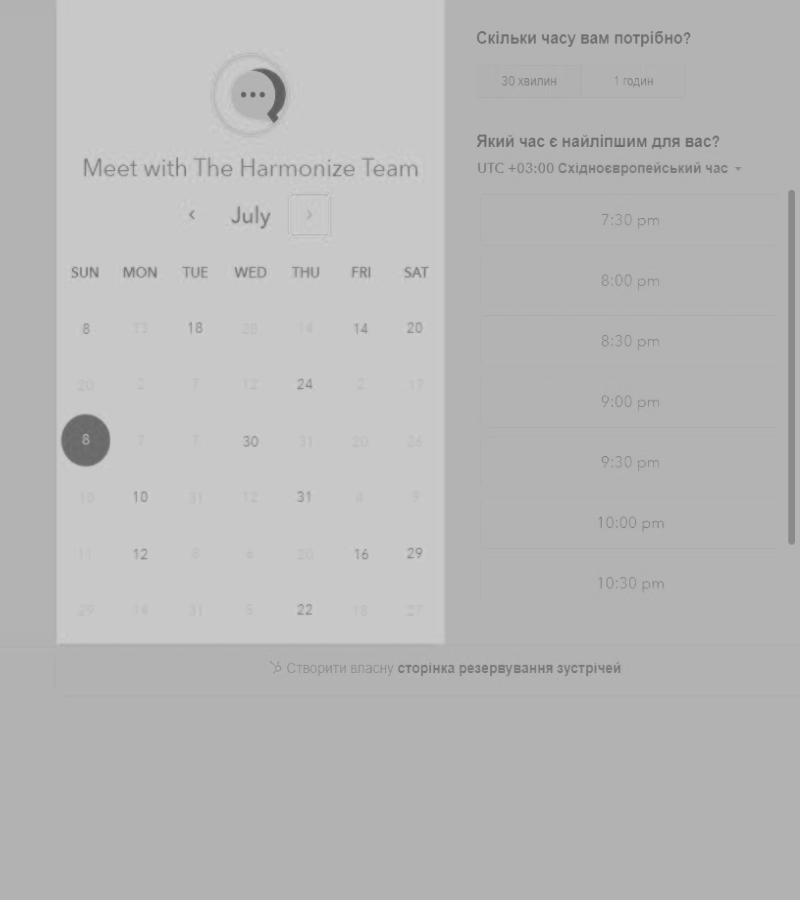 Meet with The Harmonize Team
July
SUN MON TUE WED THU FRI SAT
8 13 18 28 14 14 20
20 2 7 12 24 2 17
8 7 7 30 31 20 26
10 10 31 12 31 4 9
11 12 8 6 20 16 29
29 14 31 5 22 18 27
Скільки часу вам потрібно?
30 хвилин 1 годин
Який час є найліпшим для вас?
UTC +03:00 Східноєвропейський час
7:30 pm
8:00 pm
8:30 pm
9:00 pm
9:30 pm
10:00 pm
10:30 pm
Створити власну сторінка резервування зустрічей